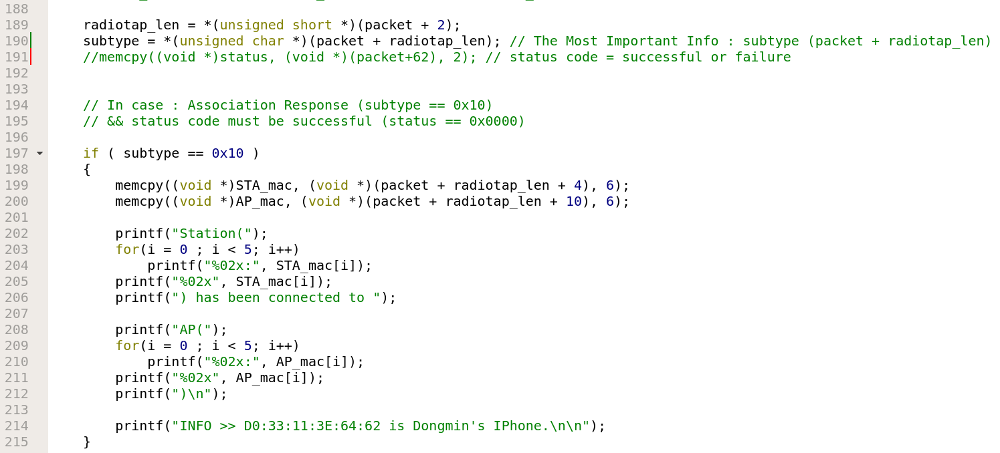 188
189 radiotap_len = *(unsigned short *)(packet + 2);
190 subtype = *(unsigned char *)(packet + radiotap_len); // The Most Important Info : subtype (packet + radiotap_len)
191 //memcpy((void *)status, (void *)(packet+62), 2); // status code = successful or failure
192
193
194 // In case : Association Response (subtype == 0x10)
195 // && status code must be successful (status == 0x0000)
196
197 if ( subtype == 0x10 )
198 {
199 memcpy((void *)STA_mac, (void *)(packet + radiotap_len + 4), 6);
200 memcpy((void *)AP_mac, (void *)(packet + radiotap_len + 10), 6);
201
202 printf("Station(");
203 for(i = 0 ; i < 5; i++)
204 printf("%02x:", STA_mac[i]);
205 printf("%02x", STA_mac[i]);
206 printf(") has been connected to ");
207
208 printf("AP(");
209 for(i = 0 ; i < 5; i++)
210 printf("%02x:", AP_mac[i]);
211 printf("%02x", AP_mac[i]);
212 printf(")\n");
213
214 printf("INFO >> D0:33:11:3E:64:62 is Dongmin's IPhone.\n\n");
215 }